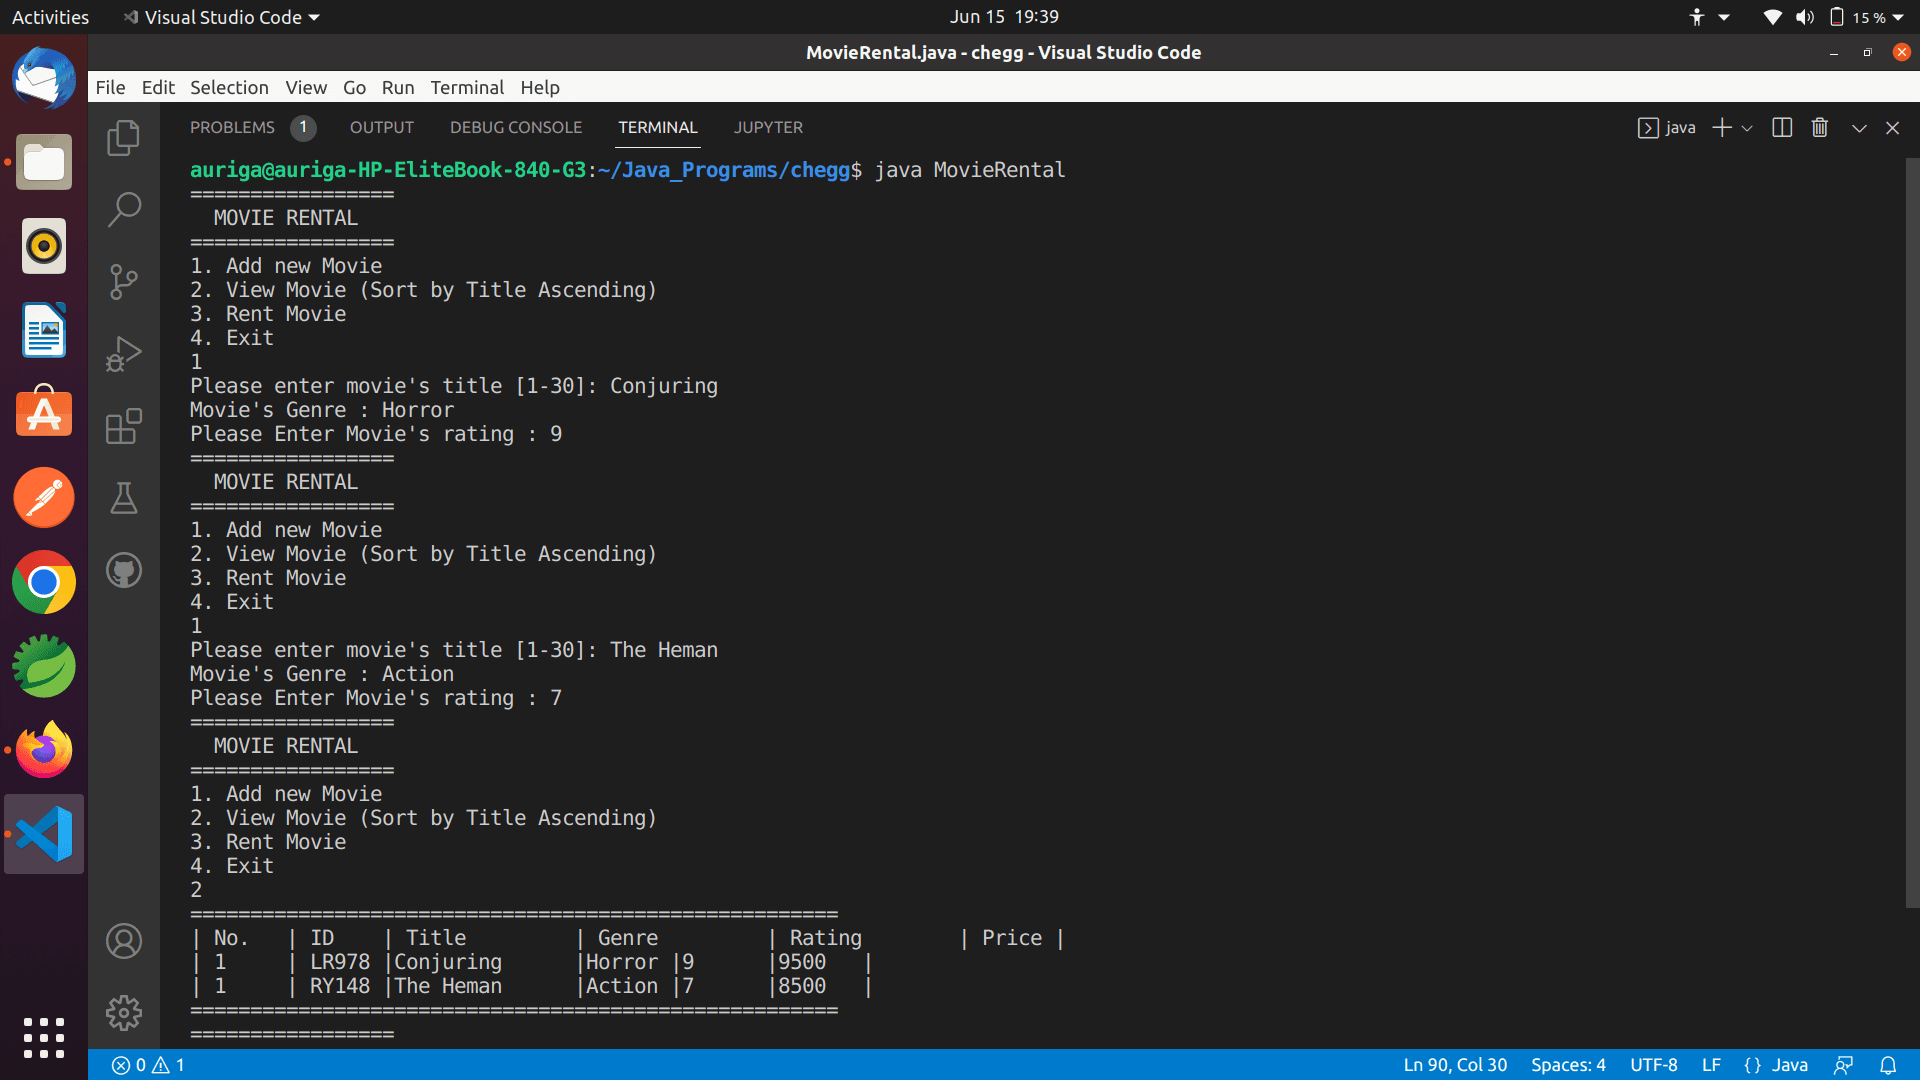 Activities Visual Studio Code Jun 15 19:39 15 %
MovieRental.java - chegg - Visual Studio Code
File Edit Selection View Go Run Terminal Help
PROBLEMS 1 OUTPUT DEBUG CONSOLE TERMINAL JUPYTER java
auriga@auriga-HP-EliteBook-840-G3:~/Java_Programs/chegg$ java MovieRental
=================
  MOVIE RENTAL
=================
1. Add new Movie
2. View Movie (Sort by Title Ascending)
3. Rent Movie
4. Exit
1
Please enter movie's title [1-30]: Conjuring
Movie's Genre : Horror
Please Enter Movie's rating : 9
=================
  MOVIE RENTAL
=================
1. Add new Movie
2. View Movie (Sort by Title Ascending)
3. Rent Movie
4. Exit
1
Please enter movie's title [1-30]: The Heman
Movie's Genre : Action
Please Enter Movie's rating : 7
=================
  MOVIE RENTAL
=================
1. Add new Movie
2. View Movie (Sort by Title Ascending)
3. Rent Movie
4. Exit
2
======================================================
| No.   | ID    | Title         | Genre         | Rating        | Price |
| 1     | LR978 |Conjuring      |Horror |9      |9500   |
| 1     | RY148 |The Heman      |Action |7      |8500   |
======================================================
=================
0 1 Ln 90, Col 30 Spaces: 4 UTF-8 LF {} Java